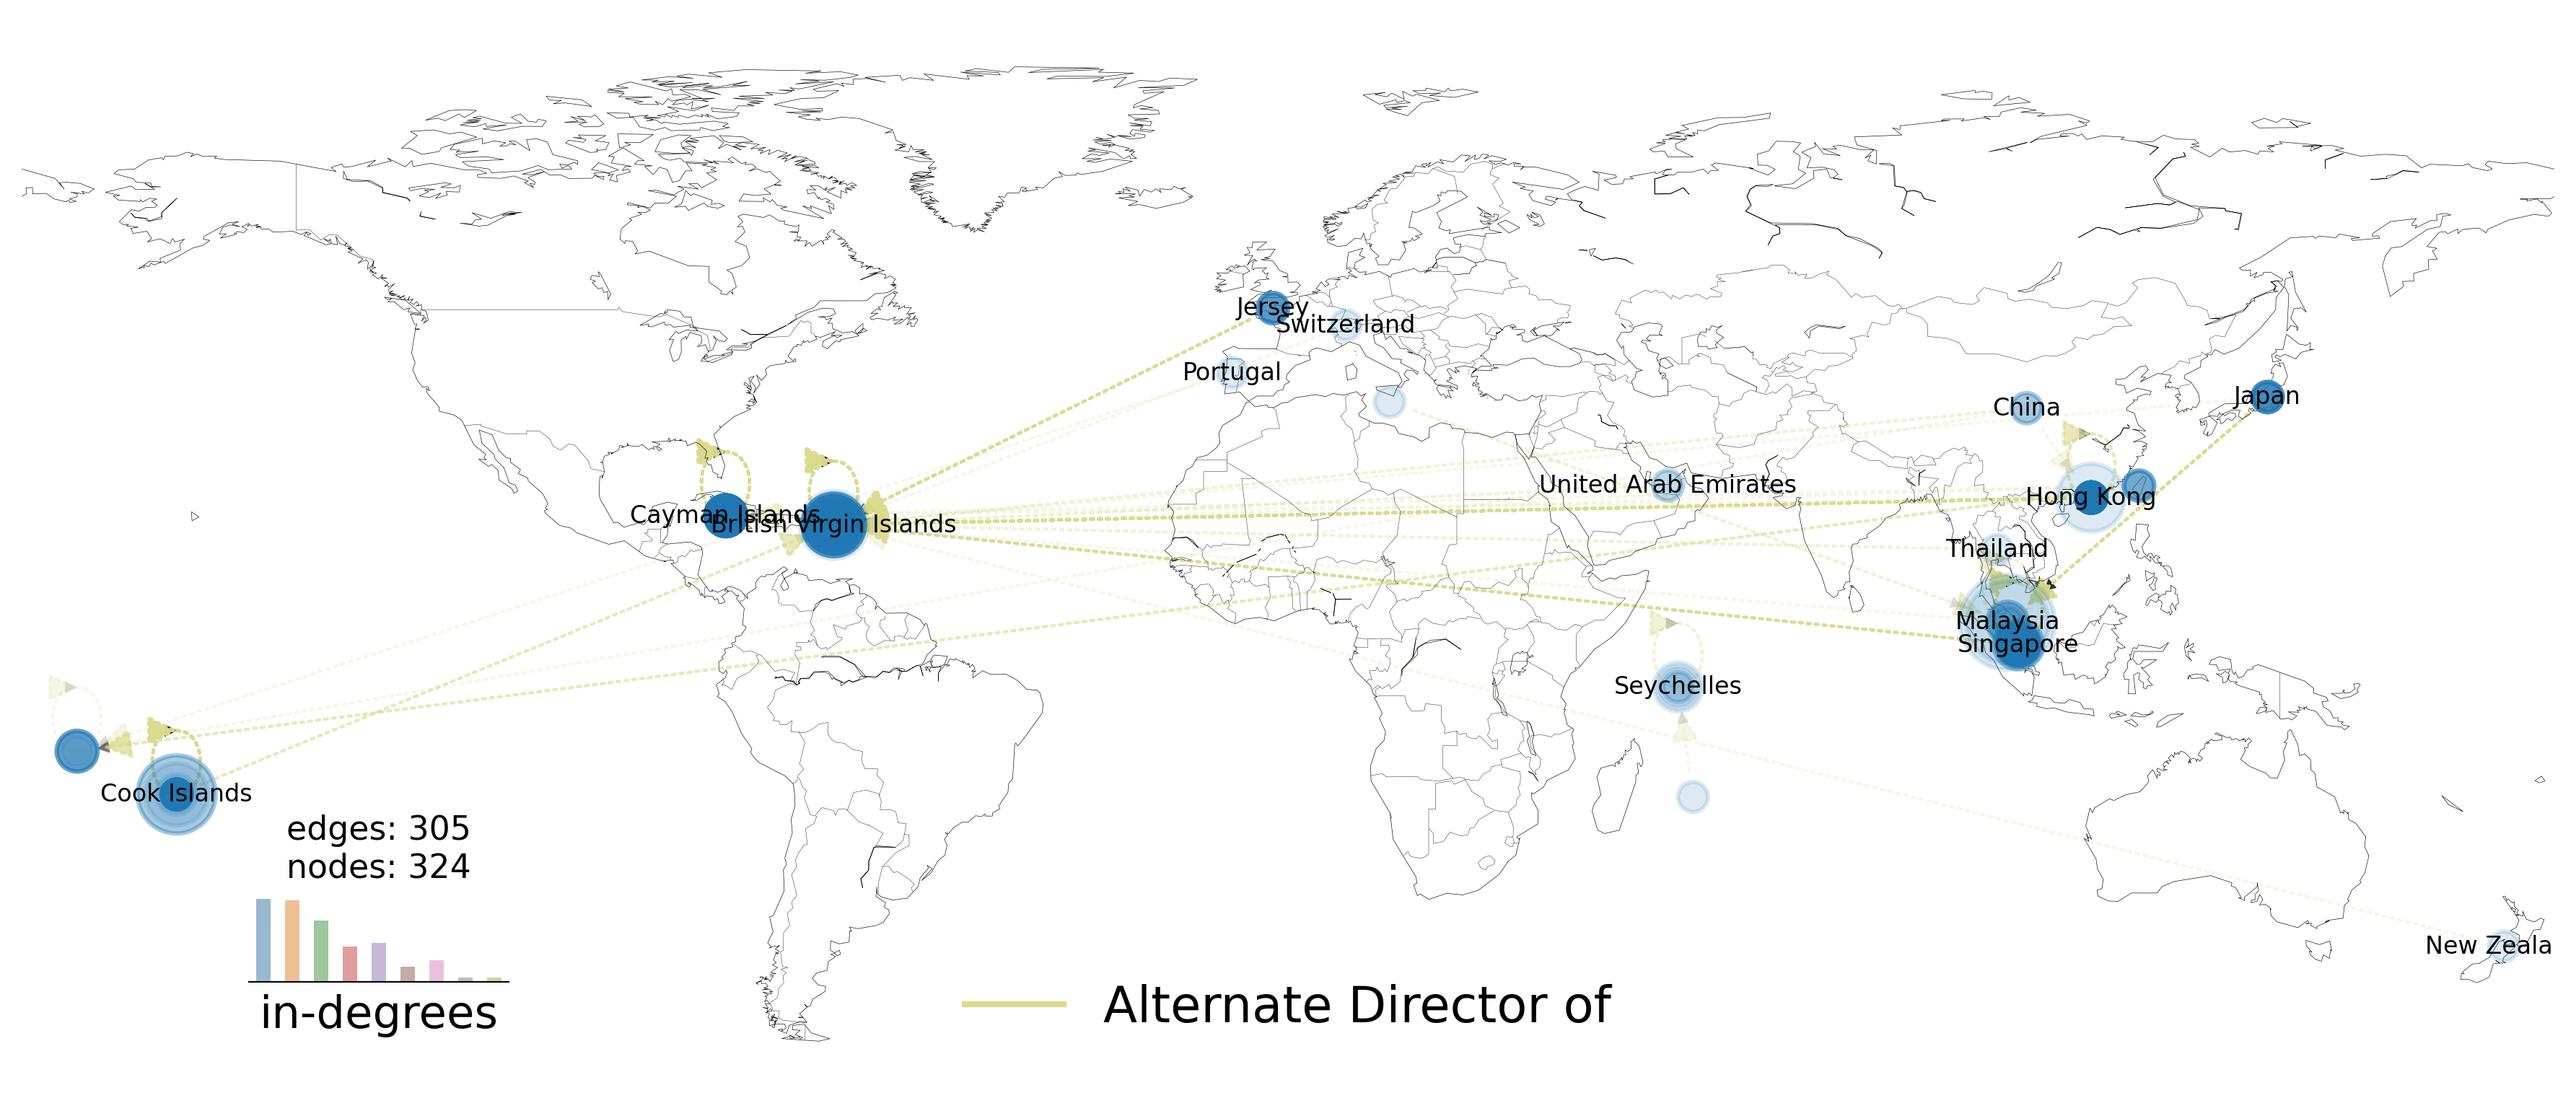 Jersey
Switzerland
Portugal
China
Japan
United Arab Emirates
Hong Kong
Cayman Islands
British Virgin Islands
Thailand
Malaysia
Singapore
Seychelles
Cook Islands
edges: 305
nodes: 324
New Zeala
in-degrees
Alternate Director of